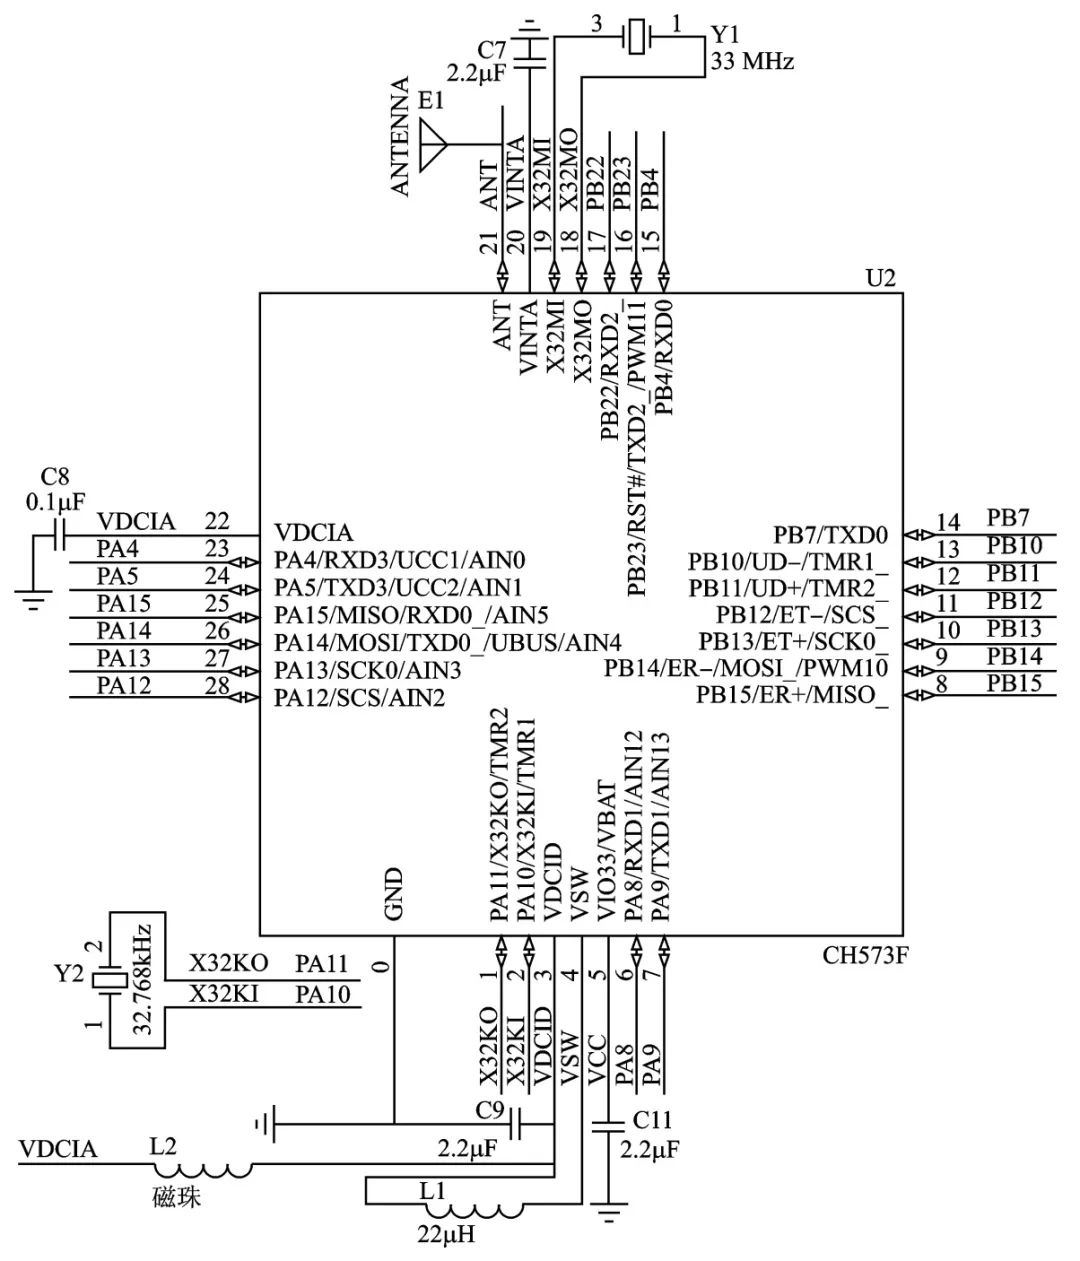 3
1
Y1
33 MHz
C7
2.2μF
ANTENNA
E1
ANT
VINTA
X32MI
X32MO
PB22
PB23
PB4
21
20
19
18
17
16
15
U2
ANT
VINTA
X32MI
X32MO
PB22/RXD2_
PB23/RST#/TXD2_/PWM11
PB4/RXD0_
C8
0.1μF
VDCIA 22 VDCIA
PA4 23 PA4/RXD3/UCC1/AIN0
PA5 24 PA5/TXD3/UCC2/AIN1
PA15 25 PA15/MISO/RXD0_/AIN5
PA14 26 PA14/MOSI/TXD0_/UBUS/AIN4
PA13 27 PA13/SCK0/AIN3
PA12 28 PA12/SCS/AIN2
PB7/TXD0 14 PB7
PB10/UD−/TMR1_ 13 PB10
PB11/UD+/TMR2_ 12 PB11
PB12/ET−/SCS_ 11 PB12
PB13/ET+/SCK0_ 10 PB13
PB14/ER−/MOSI_/PWM10 9 PB14
PB15/ER+/MISO_ 8 PB15
GND
PA11/X32KO/TMR2
PA10/X32KI/TMR1
VDCID
VSW
VIO33/VBAT
PA8/RXD1/AIN12
PA9/TXD1/AIN13
CH573F
0
1
2
3
4
5
6
7
X32KO
X32KI
VDCID
VSW
VCC
PA8
PA9
Y2
2
1
32.768kHz
X32KO PA11
X32KI PA10
C9
2.2μF
C11
2.2μF
VDCIA
L2
磁珠
L1
22μH